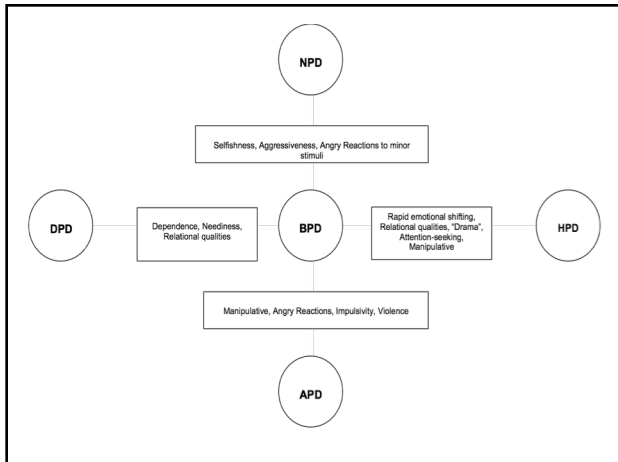 NPD
Selfishness, Aggressiveness, Angry Reactions to minor
stimuli
DPD
Dependence, Neediness,
Relational qualities
BPD
Rapid emotional shifting,
Relational qualities, "Drama",
Attention-seeking,
Manipulative
HPD
Manipulative, Angry Reactions, Impulsivity, Violence
APD